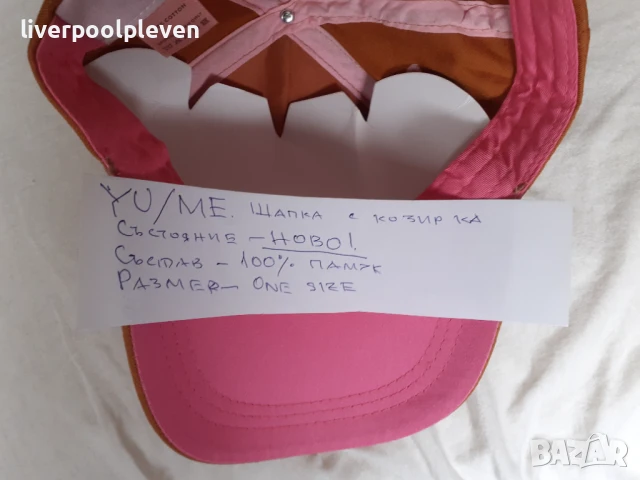 liverpoolpleven
YU/ME. ШАПКА С КОЗИРКА
СЪСТОЯНИЕ - НОВО!.
СЪСТАВ - 100% ПАМУК
РАЗМЕР - ONE SIZE
BAZAR